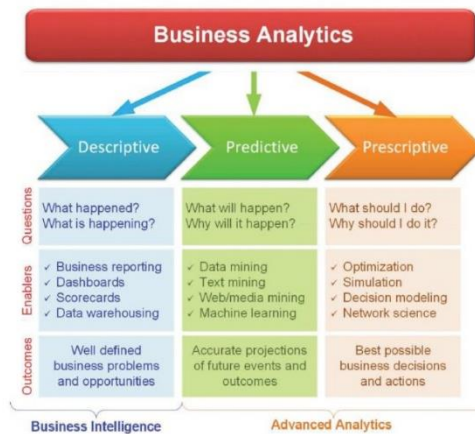 Business Analytics
Descriptive
Predictive
Prescriptive
Questions
What happened?
What is happening?
What will happen?
Why will it happen?
What should I do?
Why should I do it?
Enablers
✓ Business reporting
✓ Dashboards
✓ Scorecards
✓ Data warehousing
✓ Data mining
✓ Text mining
✓ Web/media mining
✓ Machine learning
✓ Optimization
✓ Simulation
✓ Decision modeling
✓ Network science
Outcomes
Well defined
business problems
and opportunities
Accurate projections
of future events and
outcomes
Best possible
business decisions
and actions
Business Intelligence
Advanced Analytics